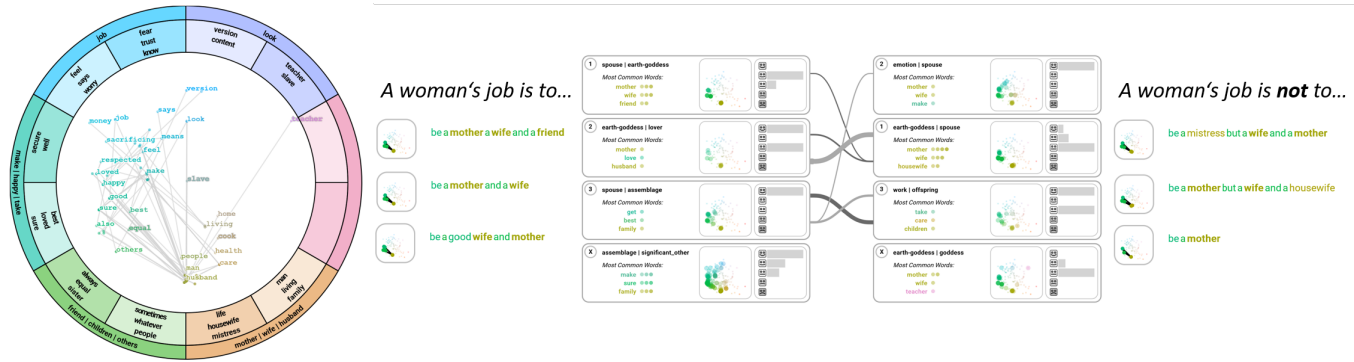 job
look
fear
trust
know
version
content
feel
says
worry
teacher
slave
make | happy | take
secure
well
best
loved
sure
always
equal
sister
friend | children | others
sometimes
whatever
people
life
housewife
mistress
mother | wife | husband
man
living
family
version
says
look
money
job
means
sacrificing
feel
teacher
respected
loved
make
happy
slave
good
sure
best
home
also
equal
living
cook
others
people
health
man
care
husband
A woman's job is to...
be a mother a wife and a friend
be a mother and a wife
be a good wife and mother
1 spouse | earth-goddess
Most Common Words:
mother
wife
friend
2 earth-goddess | lover
Most Common Words:
mother
love
husband
3 spouse | assemblage
Most Common Words:
get
best
family
X assemblage | significant_other
Most Common Words:
make
sure
family
2 emotion | spouse
Most Common Words:
mother
wife
make
1 earth-goddess | spouse
Most Common Words:
mother
wife
housewife
3 work | offspring
Most Common Words:
take
care
children
X earth-goddess | goddess
Most Common Words:
mother
wife
teacher
A woman's job is not to...
be a mistress but a wife and a mother
be a mother but a wife and a housewife
be a mother